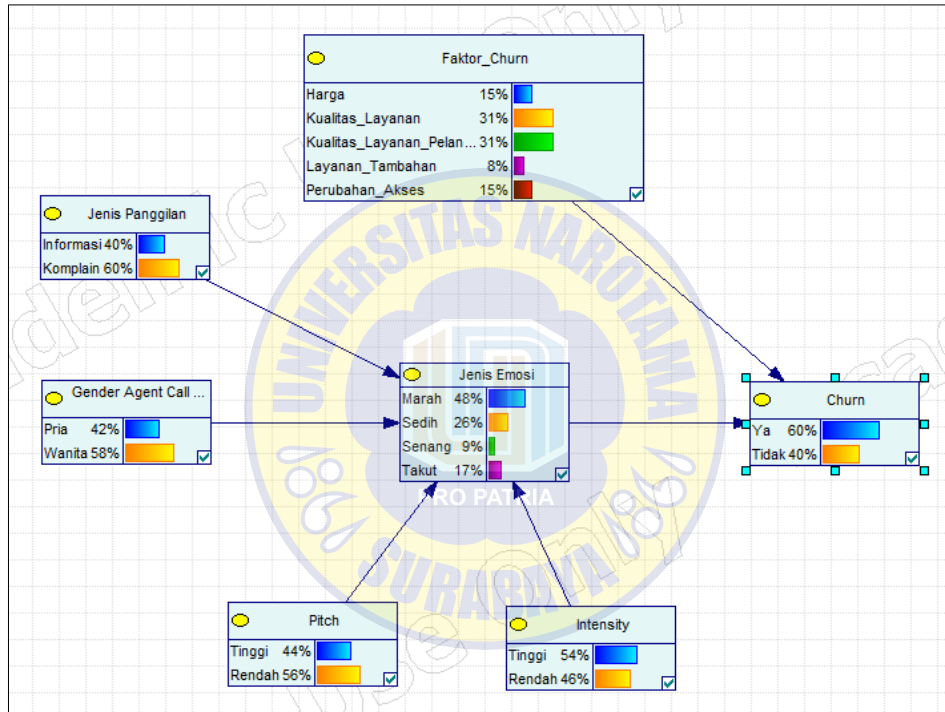 Faktor_Churn
Harga 15%
Kualitas_Layanan 31%
Kualitas_Layanan_Pelan... 31%
Layanan_Tambahan 8%
Perubahan_Akses 15%
Jenis Panggilan
Informasi 40%
Komplain 60%
Gender Agent Call ...
Pria 42%
Wanita 58%
Jenis Emosi
Marah 48%
Sedih 26%
Senang 9%
Takut 17%
Churn
Ya 60%
Tidak 40%
Pitch
Tinggi 44%
Rendah 56%
Intensity
Tinggi 54%
Rendah 46%
UNIVERSITAS NAROTAMA
PRO PATRIA
SURABAYA